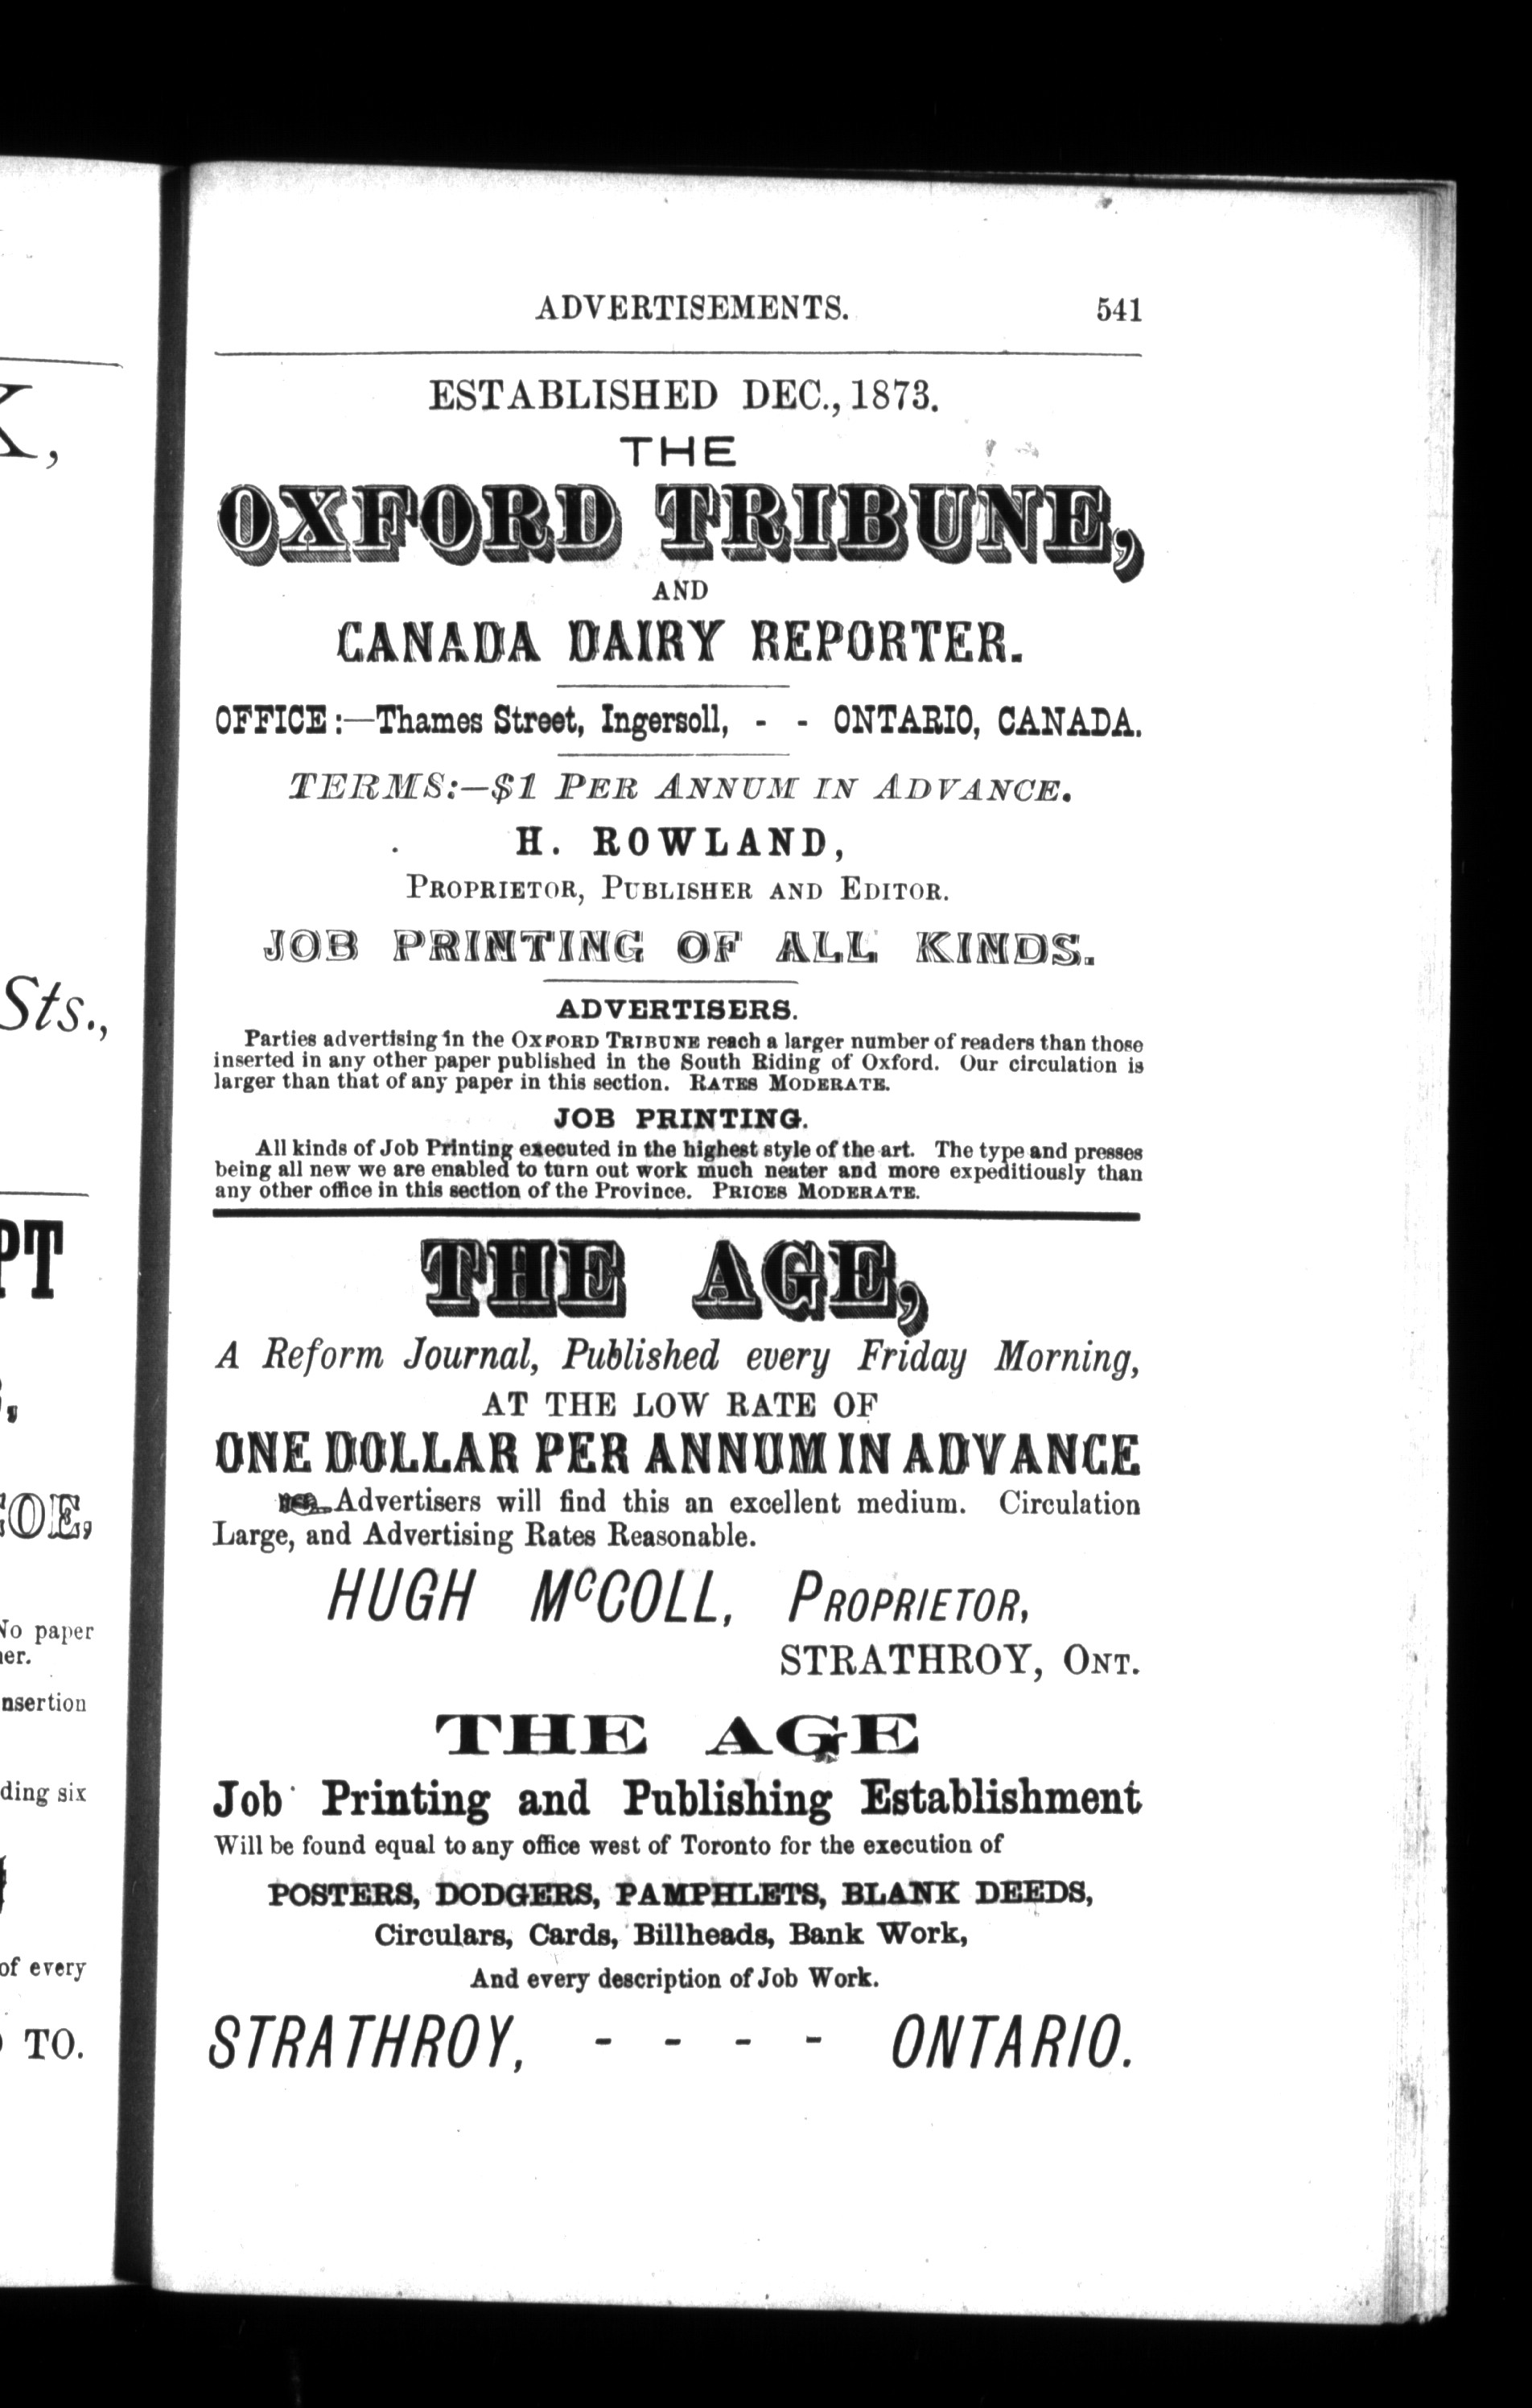 ADVERTISEMENTS. 541
ESTABLISHED DEC., 1873.
THE
OXFORD TRIBUNE,
AND
CANADA DAIRY REPORTER.
OFFICE:—Thames Street, Ingersoll, - - ONTARIO, CANADA.
TERMS:—$1 PER ANNUM IN ADVANCE.
H. ROWLAND,
PROPRIETOR, PUBLISHER AND EDITOR.
JOB PRINTING OF ALL KINDS.
ADVERTISERS.
Parties advertising in the OXFORD TRIBUNE reach a larger number of readers than those
inserted in any other paper published in the South Riding of Oxford. Our circulation is
larger than that of any paper in this section. RATES MODERATE.
JOB PRINTING.
All kinds of Job Printing executed in the highest style of the art. The type and presses
being all new we are enabled to turn out work much neater and more expeditiously than
any other office in this section of the Province. PRICES MODERATE.
THE AGE,
A Reform Journal, Published every Friday Morning,
AT THE LOW RATE OF
ONE DOLLAR PER ANNUM IN ADVANCE
Advertisers will find this an excellent medium. Circulation
Large, and Advertising Rates Reasonable.
HUGH McCOLL, PROPRIETOR,
STRATHROY, ONT.
THE AGE
Job Printing and Publishing Establishment
Will be found equal to any office west of Toronto for the execution of
POSTERS, DODGERS, PAMPHLETS, BLANK DEEDS,
Circulars, Cards, Billheads, Bank Work,
And every description of Job Work.
STRATHROY, - - - - ONTARIO.
Sts.,
No paper
nsertion
ding six
of every
TO.